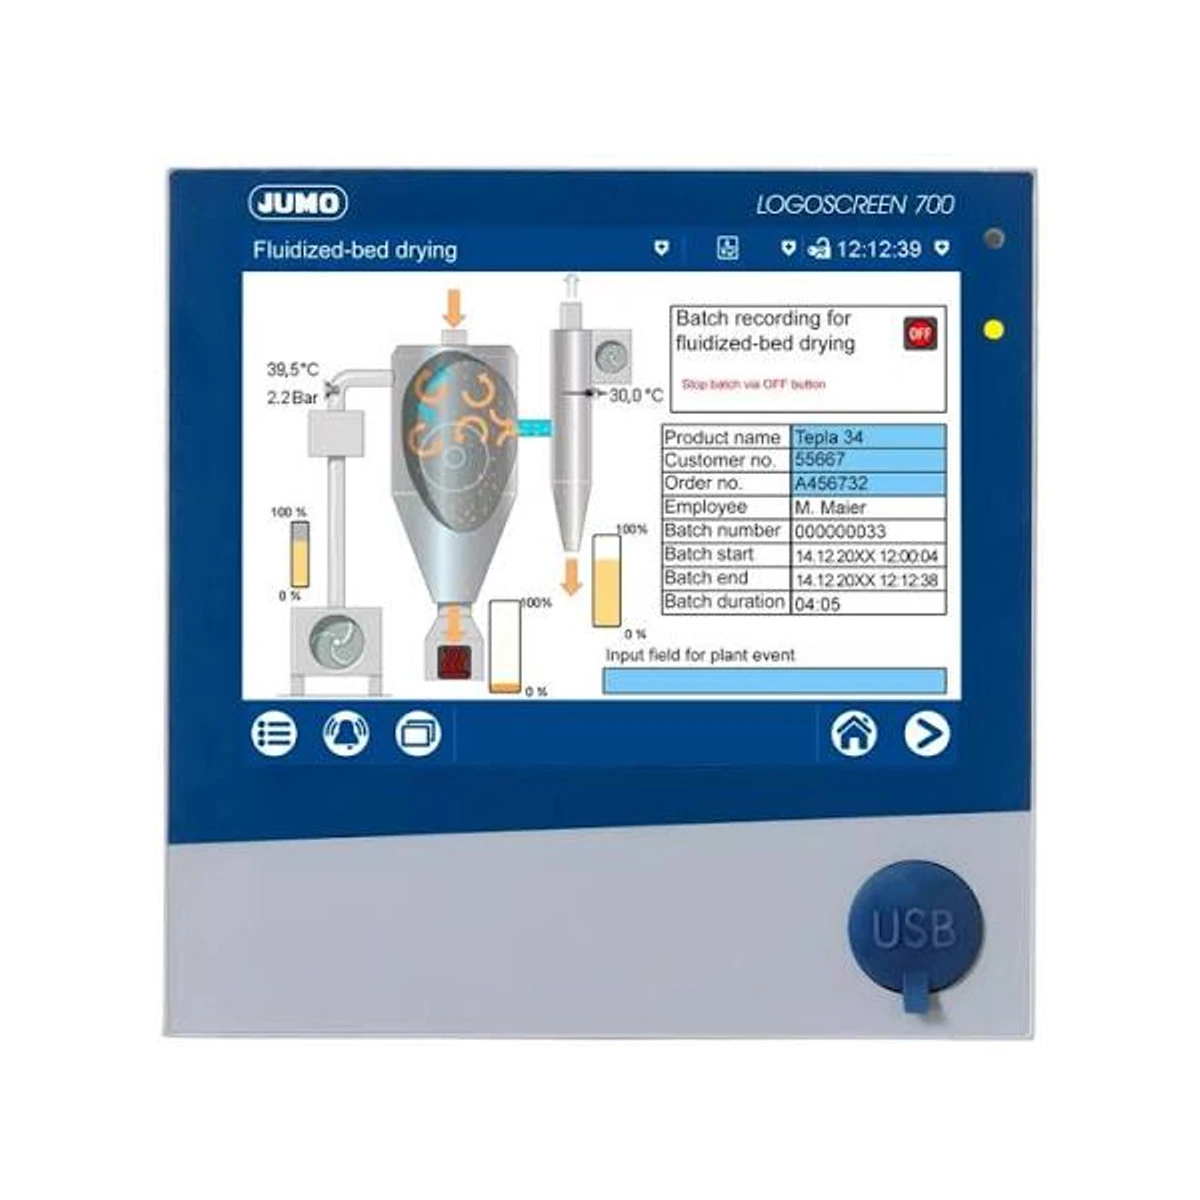 JUMO
LOGOSCREEN 700
Fluidized-bed drying
12:12:39
Batch recording for
fluidized-bed drying
OFF
Stop batch via OFF button
39,5°C
2.2Bar
30,0°C
Product name Tepla 34
Customer no. 55667
Order no. A456732
Employee M. Maier
Batch number 000000033
Batch start 14.12.20XX 12:00:04
Batch end 14.12.20XX 12:12:38
Batch duration 04:05
100 %
0 %
100%
0 %
100%
0 %
Input field for plant event
USB